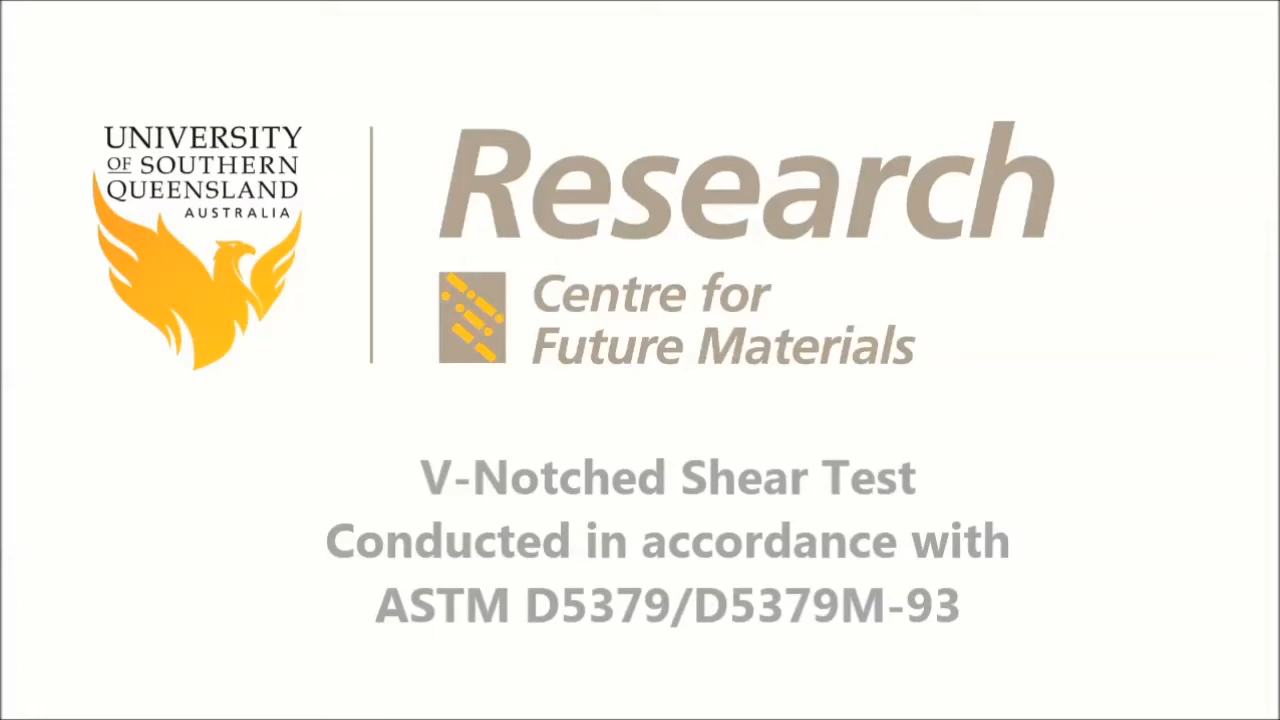 UNIVERSITY
OF SOUTHERN
QUEENSLAND
AUSTRALIA
Research
Centre for
Future Materials
V-Notched Shear Test
Conducted in accordance with
ASTM D5379/D5379M-93